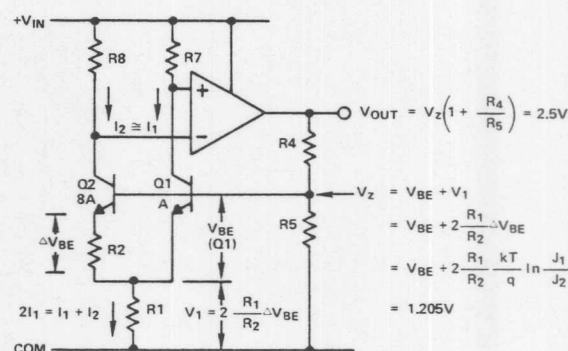 +VIN
R8
R7
+
I2 ≅ I1
−
VOUT = VZ(1 + R4/R5) = 2.5V
R4
Q2
8A
Q1
A
VZ = VBE + V1
ΔVBE
R2
VBE
(Q1)
R5
= VBE + 2 R1/R2 ΔVBE
= VBE + 2 R1/R2 kT/q ln J1/J2
= 1.205V
2I1 = I1 + I2
R1
V1 = 2 R1/R2 ΔVBE
COM